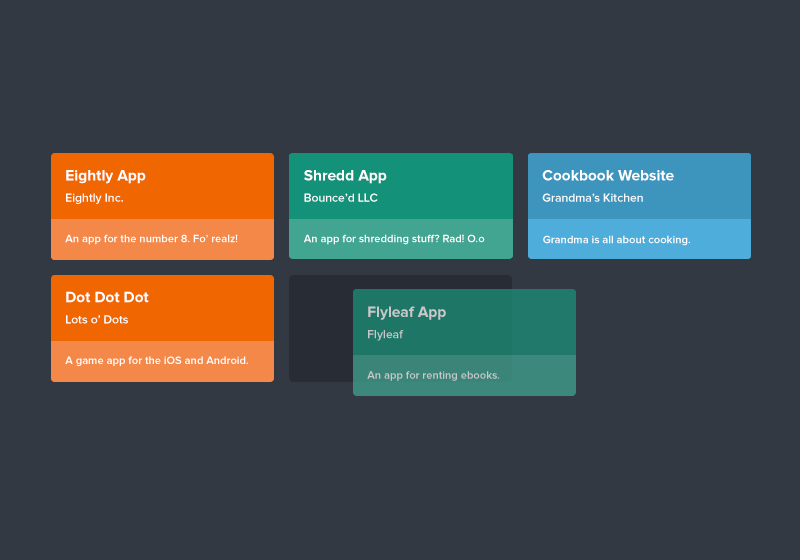 Eightly App
Eightly Inc.
An app for the number 8. Fo’ realz!
Shredd App
Bounce’d LLC
An app for shredding stuff? Rad! O.o
Cookbook Website
Grandma’s Kitchen
Grandma is all about cooking.
Dot Dot Dot
Lots o’ Dots
A game app for the iOS and Android.
Flyleaf App
Flyleaf
An app for renting ebooks.